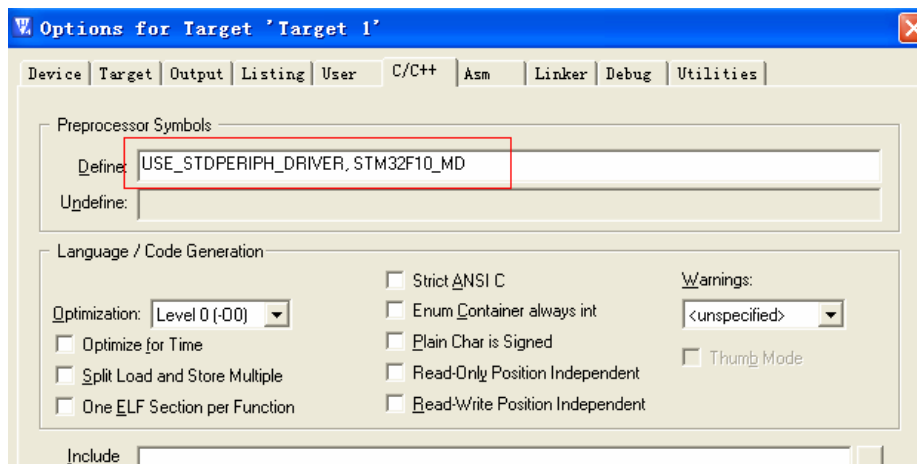 Options for Target 'Target 1'
Device Target Output Listing User C/C++ Asm Linker Debug Utilities
Preprocessor Symbols
Define: USE_STDPERIPH_DRIVER, STM32F10_MD
Undefine:
Language / Code Generation
Strict ANSI C
Warnings:
Optimization: Level 0 (-O0)
Enum Container always int
<unspecified>
Optimize for Time
Plain Char is Signed
Thumb Mode
Split Load and Store Multiple
Read-Only Position Independent
One ELF Section per Function
Read-Write Position Independent
Include